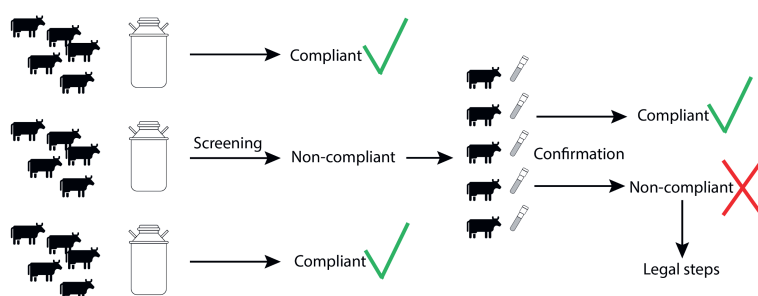 Compliant
Screening
Non-compliant
Confirmation
Compliant
Non-compliant
Legal steps
Compliant